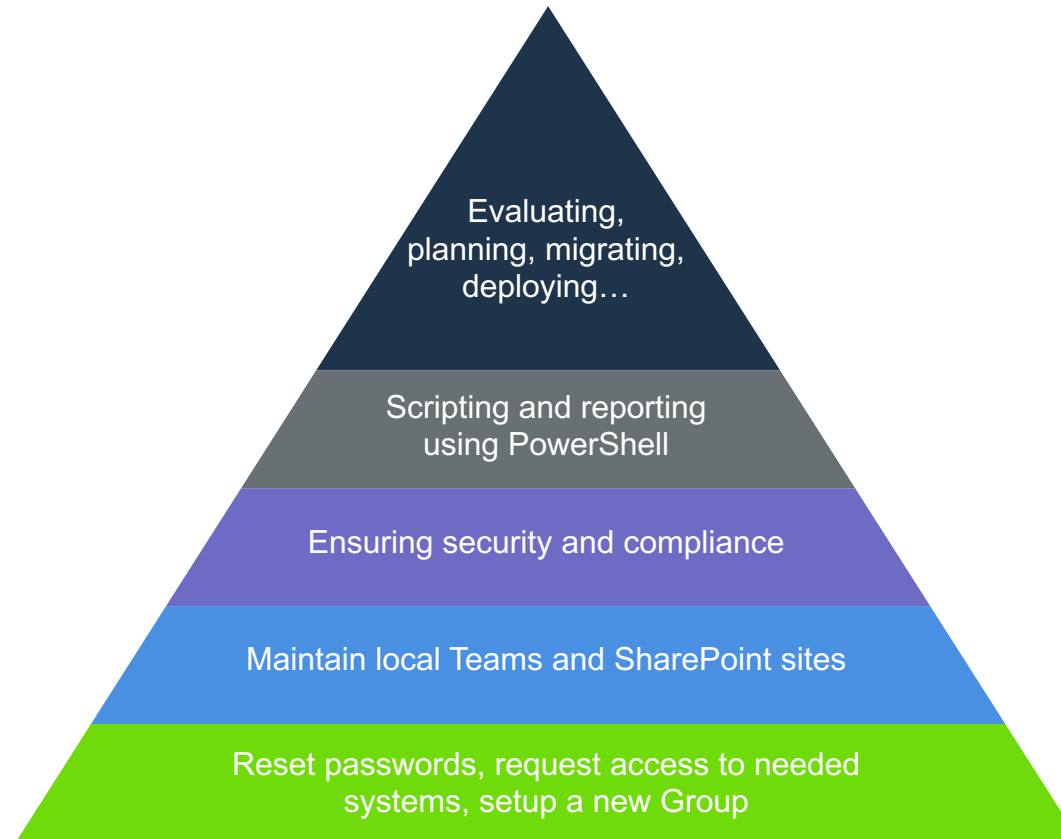 Evaluating,
planning, migrating,
deploying…
Scripting and reporting
using PowerShell
Ensuring security and compliance
Maintain local Teams and SharePoint sites
Reset passwords, request access to needed
systems, setup a new Group